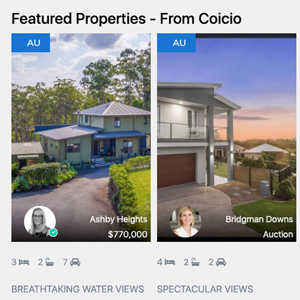 Featured Properties - From Coicio
AU
AU
Ashby Heights
$770,000
Bridgman Downs
Auction
3 2 7
4 2 2
BREATHTAKING WATER VIEWS
SPECTACULAR VIEWS